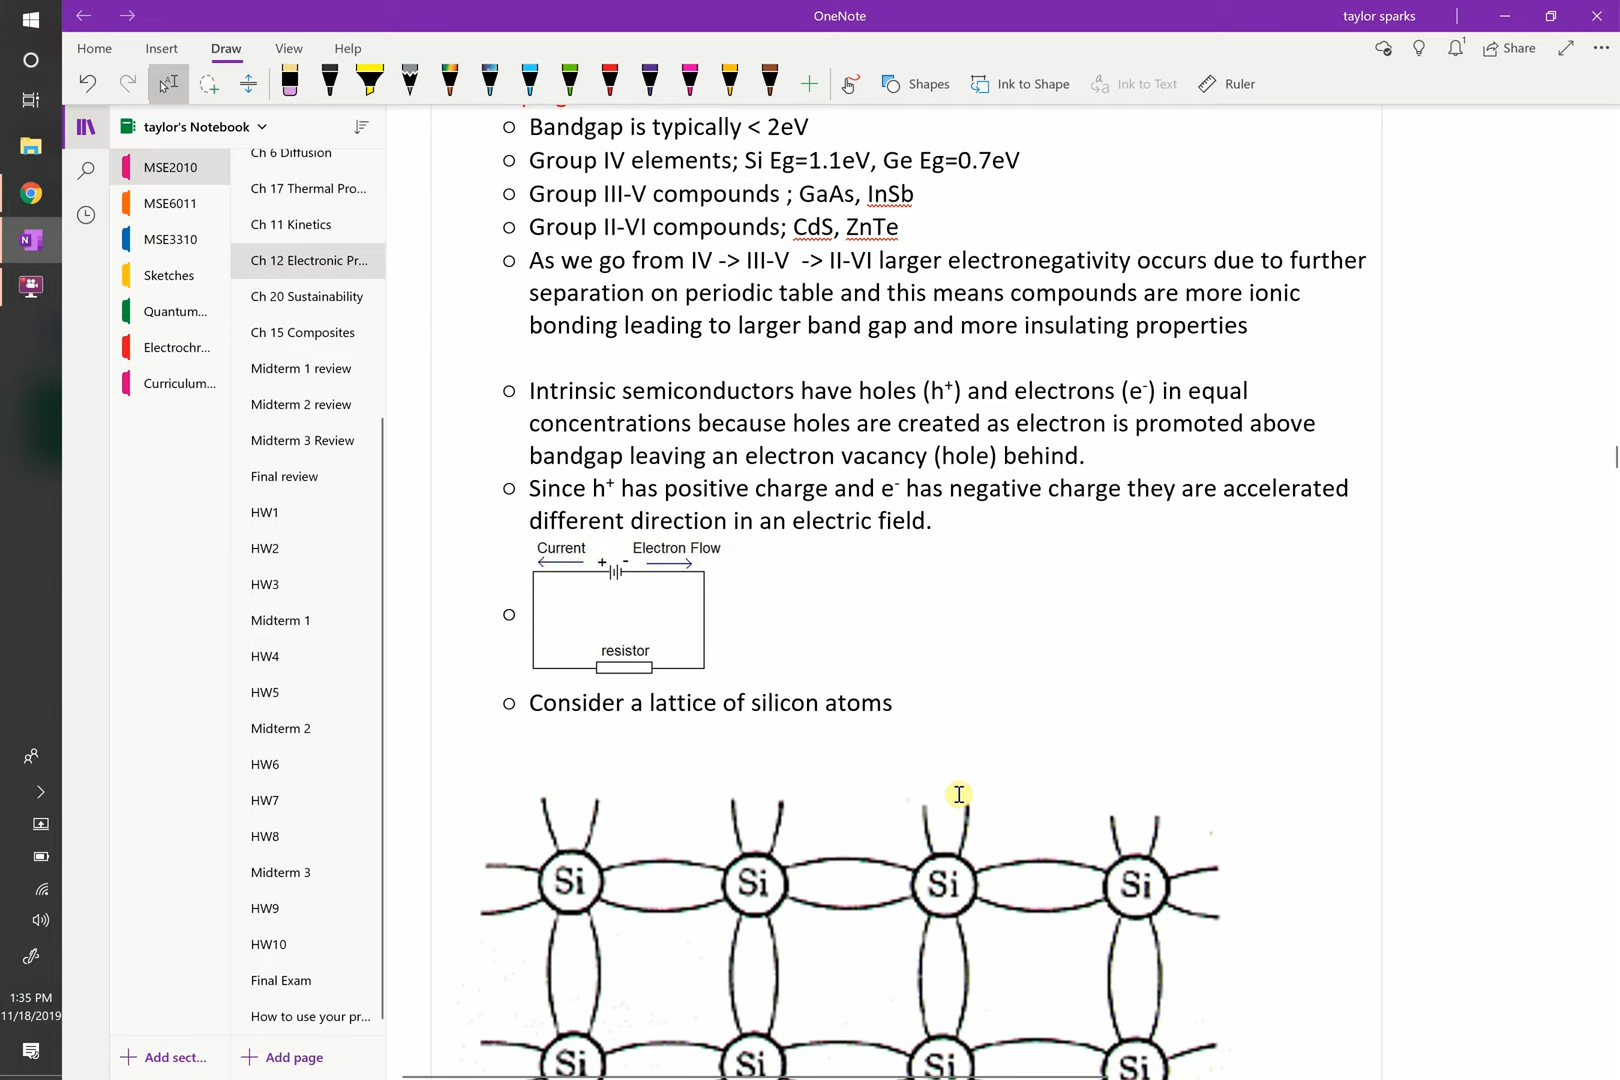 OneNote
taylor sparks
Home
Insert
Draw
View
Help
1
Share
Ink to Shape
Shapes
Ink to Text
Ruler
taylor's Notebook
MSE2010
MSE6011
MSE3310
Sketches
Quantum...
Electrochr...
Curriculum...
Ch 6 Diffusion
Ch 17 Thermal Pro...
Ch 11 Kinetics
Ch 12 Electronic Pr...
Ch 20 Sustainability
Ch 15 Composites
Midterm 1 review
Midterm 2 review
Midterm 3 Review
Final review
HW1
HW2
HW3
Midterm 1
HW4
HW5
Midterm 2
HW6
HW7
HW8
Midterm 3
HW9
HW10
Final Exam
How to use your pr...
Add sect...
Add page
Bandgap is typically < 2eV
Group IV elements; Si Eg=1.1eV, Ge Eg=0.7eV
Group III-V compounds ; GaAs, InSb
Group II-VI compounds; CdS, ZnTe
As we go from IV -> III-V -> II-VI larger electronegativity occurs due to further
separation on periodic table and this means compounds are more ionic
bonding leading to larger band gap and more insulating properties
Intrinsic semiconductors have holes (h⁺) and electrons (e⁻) in equal
concentrations because holes are created as electron is promoted above
bandgap leaving an electron vacancy (hole) behind.
Since h⁺ has positive charge and e⁻ has negative charge they are accelerated
different direction in an electric field.
Current
+ -
Electron Flow
resistor
Consider a lattice of silicon atoms
Si Si Si Si
Si Si Si Si
1:35 PM
11/18/2019